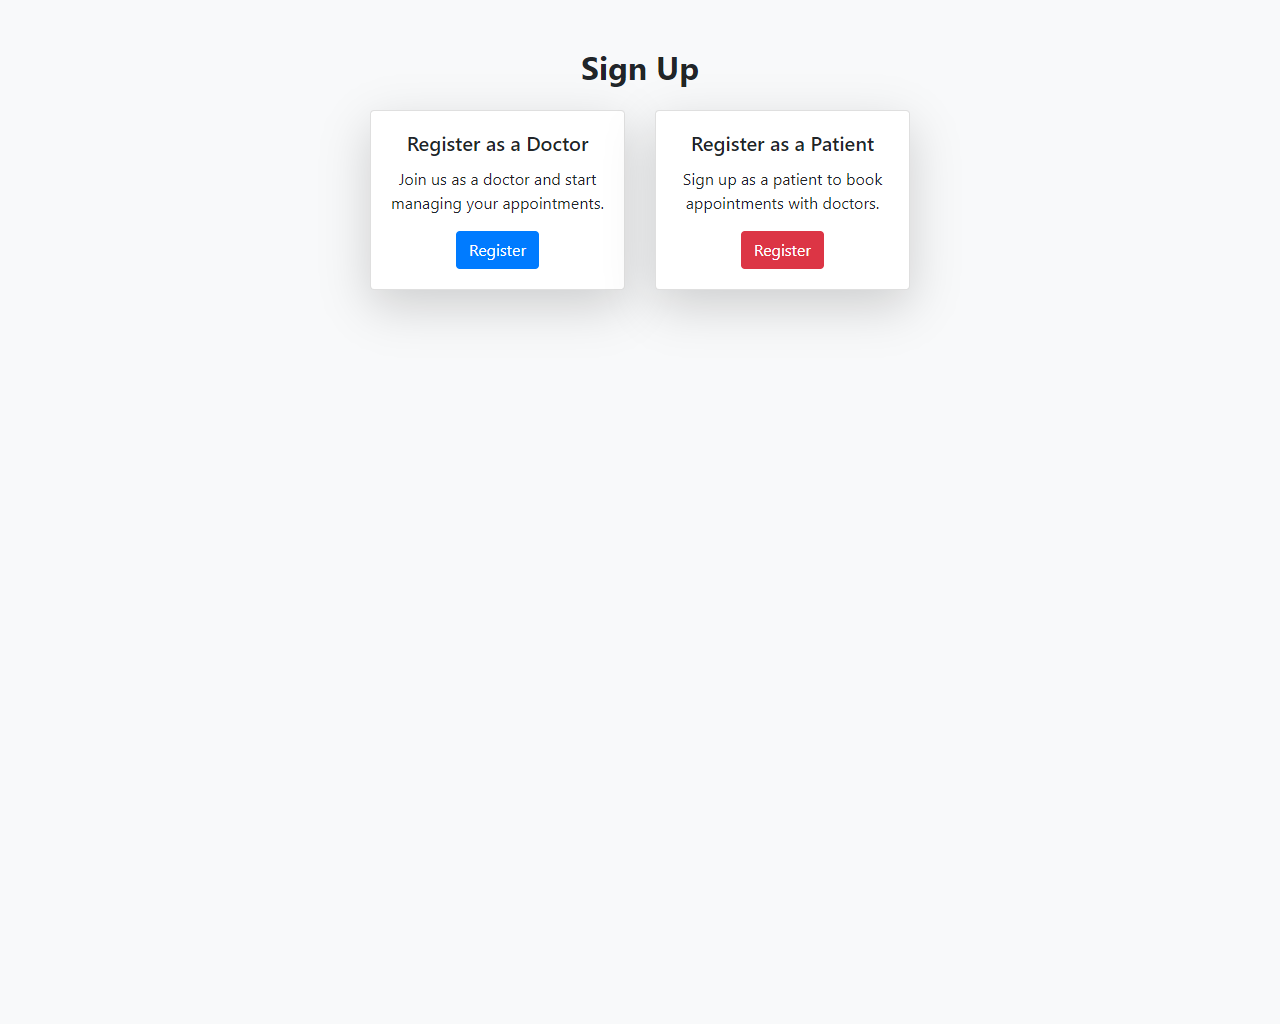 Sign Up
Register as a Doctor
Join us as a doctor and start
managing your appointments.
Register
Register as a Patient
Sign up as a patient to book
appointments with doctors.
Register